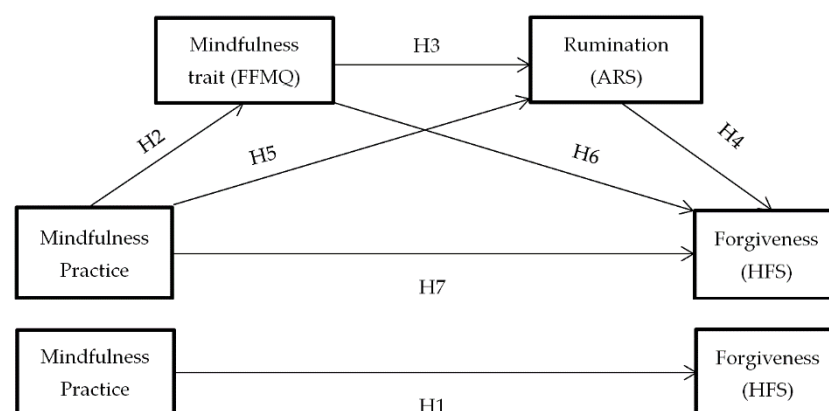 Mindfulness
trait (FFMQ)
H3
Rumination
(ARS)
H2
H5
H6
H4
Mindfulness
Practice
H7
Forgiveness
(HFS)
Mindfulness
Practice
H1
Forgiveness
(HFS)